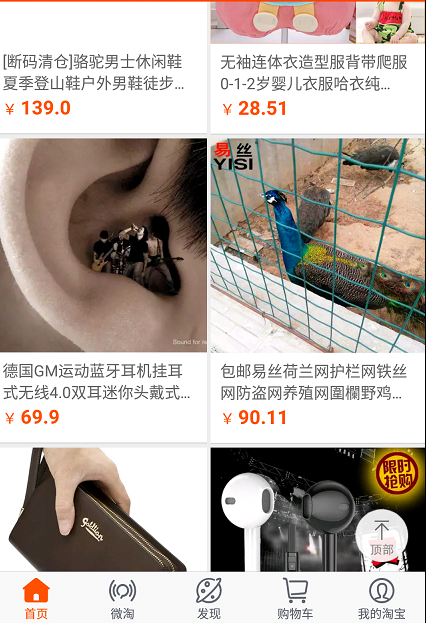 [断码清仓]骆驼男士休闲鞋
夏季登山鞋户外男鞋徒步...
¥ 139.0
无袖连体衣造型服背带爬服
0-1-2岁婴儿衣服哈衣纯...
¥ 28.51
易 丝
YISI
德国GM运动蓝牙耳机挂耳
式无线4.0双耳迷你头戴式...
¥ 69.9
包邮易丝荷兰网护栏网铁丝
网防盗网养殖网圍欄野鸡...
¥ 90.11
goldlion
限时
抢购
顶部
首页
微淘
发现
购物车
我的淘宝